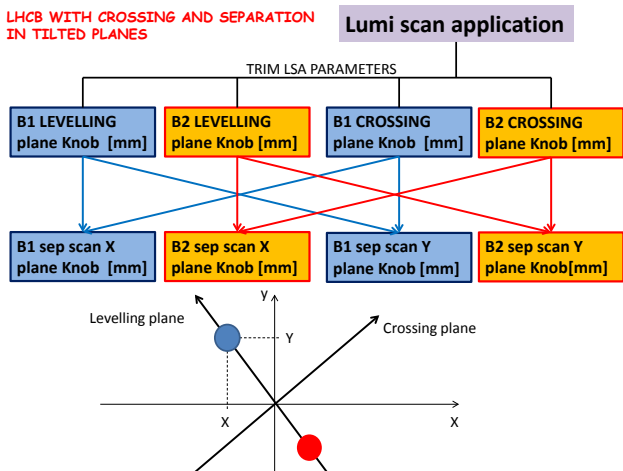 LHCB WITH CROSSING AND SEPARATION
IN TILTED PLANES
Lumi scan application
TRIM LSA PARAMETERS
B1 LEVELLING
plane Knob [mm]
B2 LEVELLING
plane Knob [mm]
B1 CROSSING
plane Knob [mm]
B2 CROSSING
plane Knob [mm]
B1 sep scan X
plane Knob [mm]
B2 sep scan X
plane Knob [mm]
B1 sep scan Y
plane Knob [mm]
B2 sep scan Y
plane Knob[mm]
y
Levelling plane
Crossing plane
Y
X
X